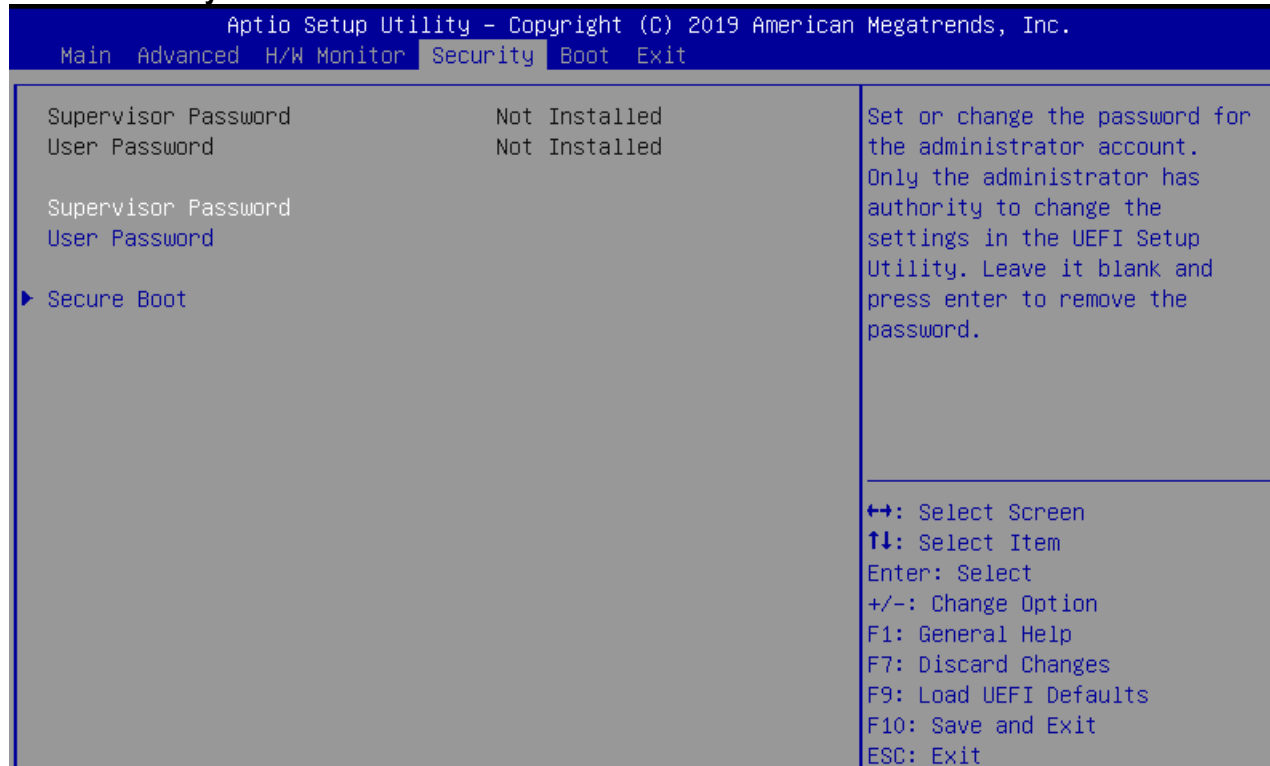 Aptio Setup Utility – Copyright (C) 2019 American Megatrends, Inc.
Main Advanced H/W Monitor Security Boot Exit
Supervisor Password Not Installed
User Password Not Installed
Supervisor Password
User Password
▶ Secure Boot
Set or change the password for
the administrator account.
Only the administrator has
authority to change the
settings in the UEFI Setup
Utility. Leave it blank and
press enter to remove the
password.
↔: Select Screen
↑↓: Select Item
Enter: Select
+/-: Change Option
F1: General Help
F7: Discard Changes
F9: Load UEFI Defaults
F10: Save and Exit
ESC: Exit